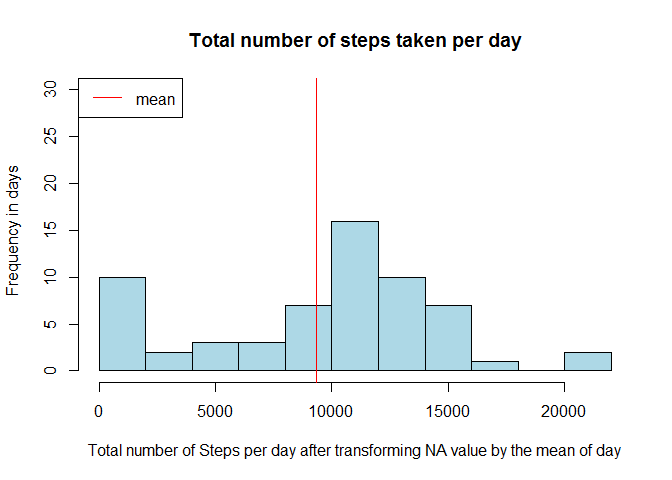 Total number of steps taken per day
mean
Frequency in days
30
25
20
15
10
5
0
0 5000 10000 15000 20000
Total number of Steps per day after transforming NA value by the mean of day